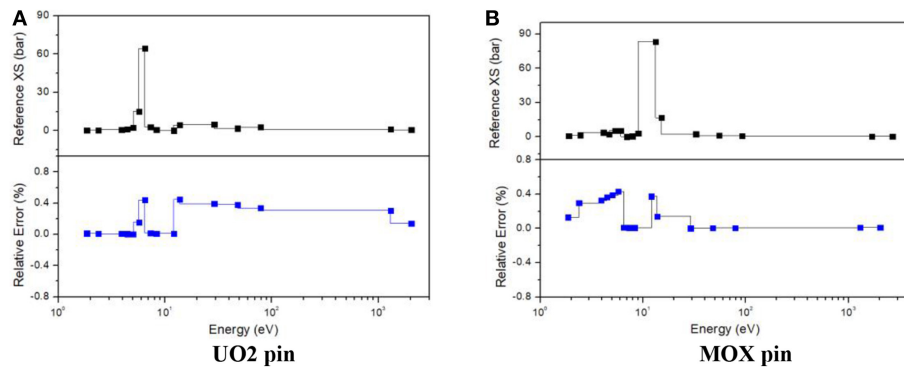 A
90
60
30
0
Reference XS (bar)
0.8
0.4
0.0
-0.4
-0.8
Relative Error (%)
10⁰
10¹
10²
10³
Energy (eV)
UO2 pin
B
90
60
30
0
Reference XS (bar)
0.8
0.4
0.0
-0.4
-0.8
Relative Error (%)
10⁰
10¹
10²
10³
Energy (eV)
MOX pin